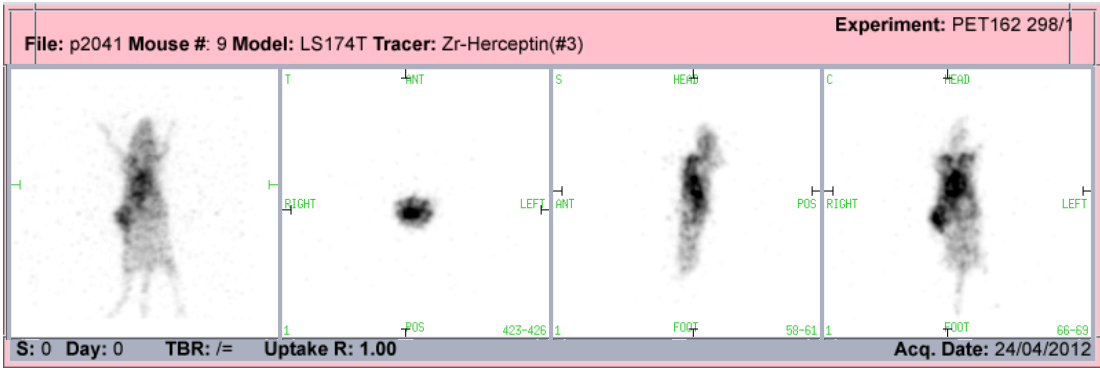 Experiment: PET162 298/1
File: p2041 Mouse #: 9 Model: LS174T Tracer: Zr-Herceptin(#3)
T ANT
S HEAD
C HEAD
RIGHT LEFT
ANT POS
RIGHT LEFT
1 POS 423-426
1 FOOT 58-61
1 FOOT 66-69
S: 0 Day: 0 TBR: /= Uptake R: 1.00 Acq. Date: 24/04/2012